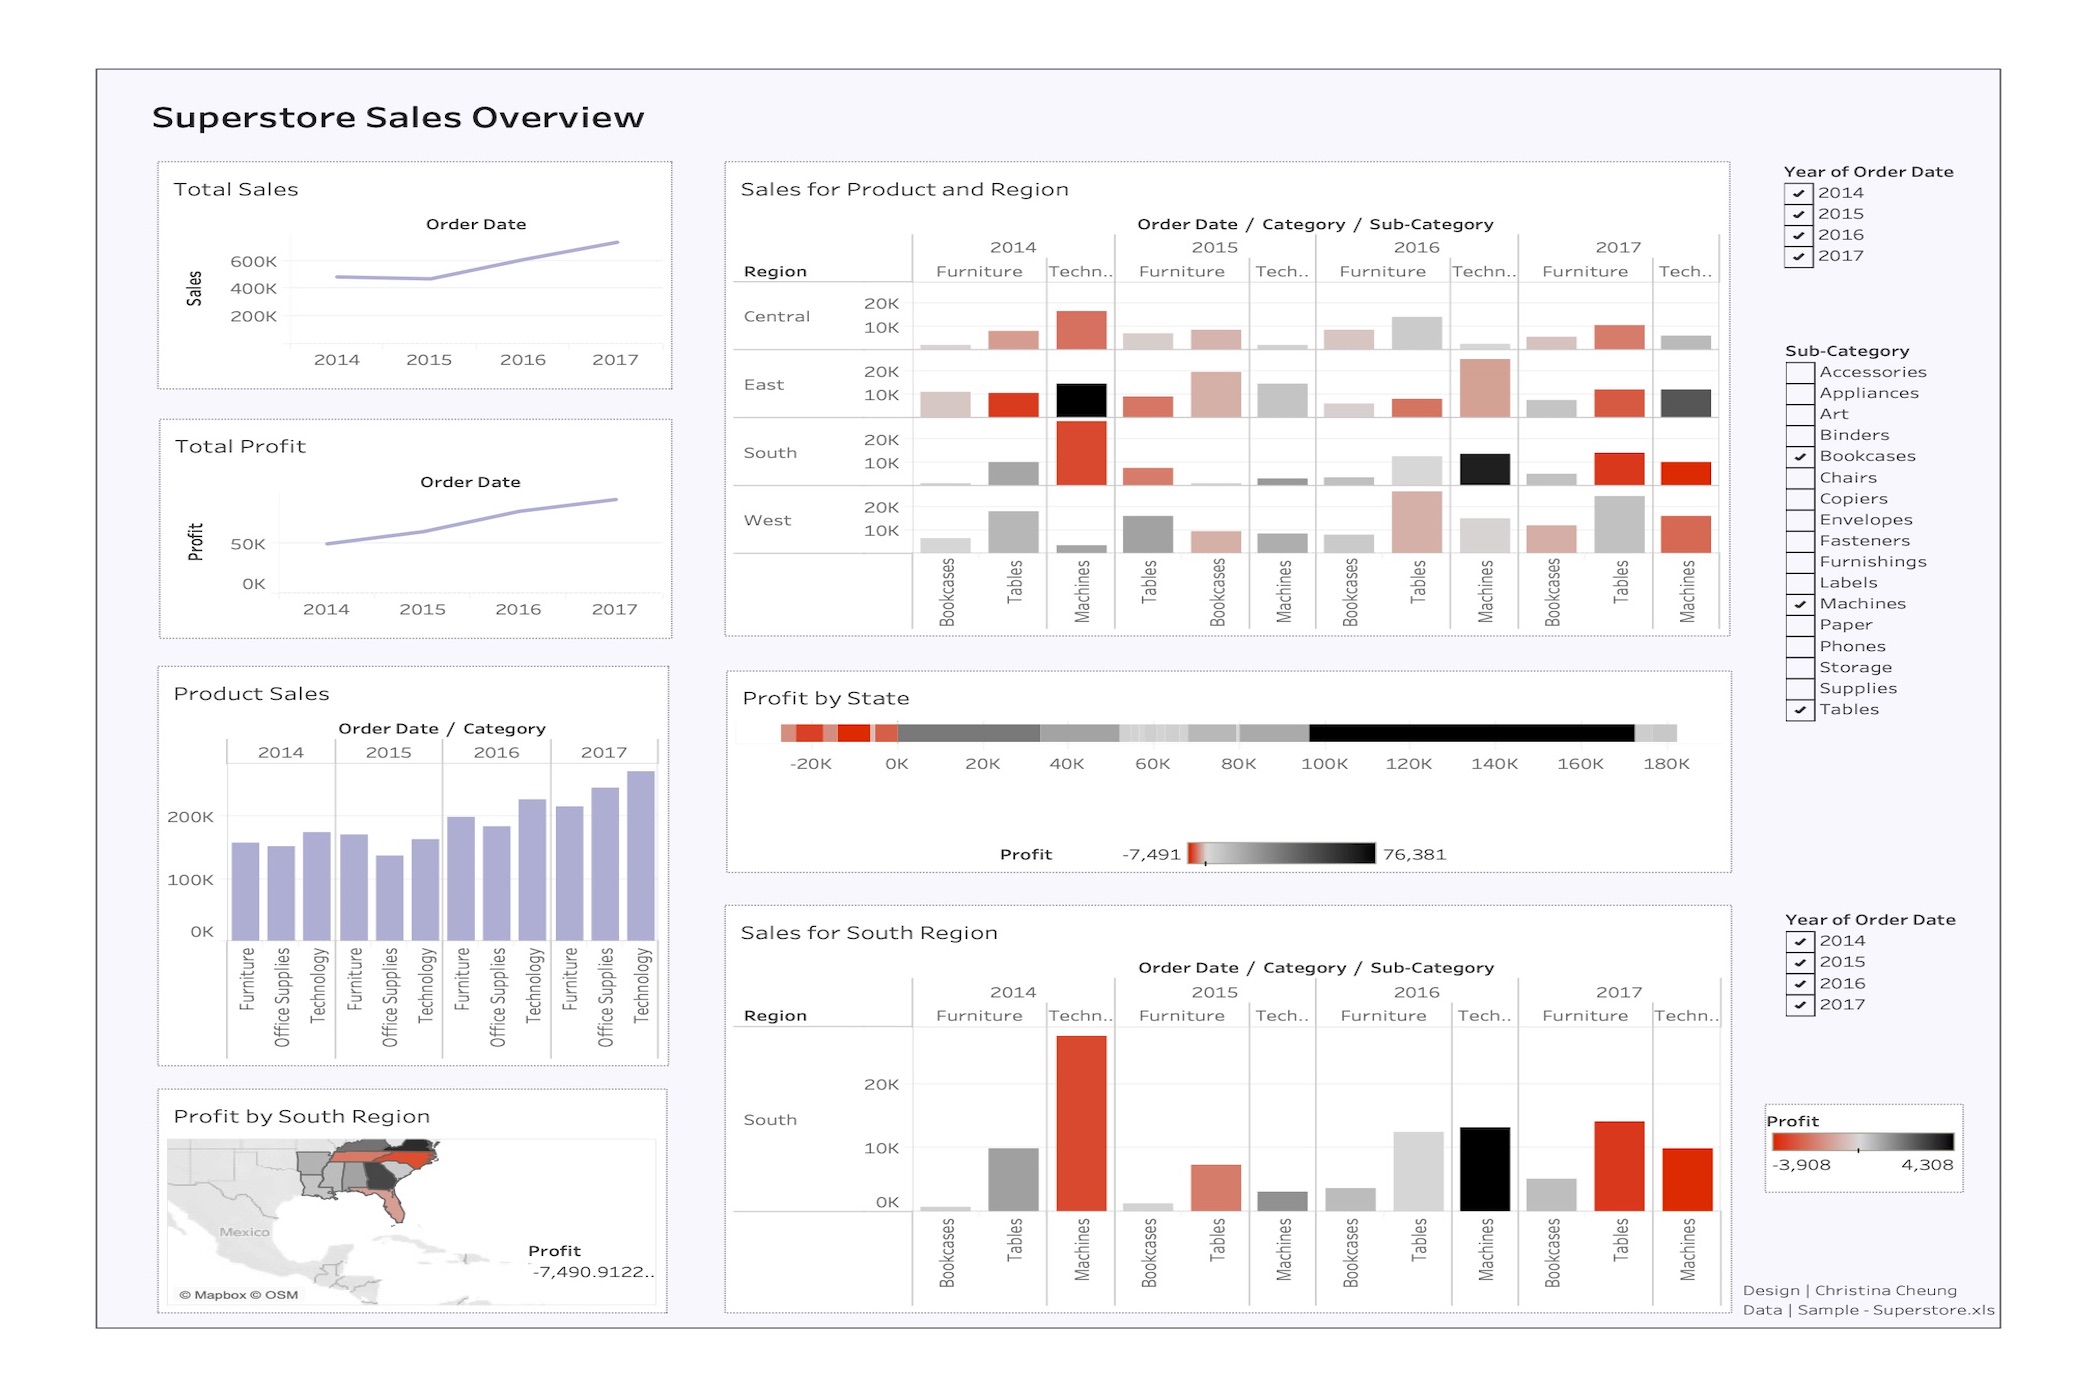 Superstore Sales Overview
Total Sales
Order Date
Sales
600K
400K
200K
2014 2015 2016 2017
Total Profit
Order Date
Profit
50K
0K
2014 2015 2016 2017
Product Sales
Order Date / Category
2014 2015 2016 2017
200K
100K
0K
Furniture Office Supplies Technology Furniture Office Supplies Technology Furniture Office Supplies Technology Furniture Office Supplies Technology
Profit by South Region
Mexico
Profit
-7,490.9122..
© Mapbox © OSM
Sales for Product and Region
Order Date / Category / Sub-Category
2014 2015 2016 2017
Region Furniture Techn.. Furniture Tech.. Furniture Techn.. Furniture Tech..
Central 20K 10K
East 20K 10K
South 20K 10K
West 20K 10K
Bookcases Tables Machines Tables Bookcases Machines Bookcases Tables Machines Bookcases Tables Machines
Profit by State
-20K 0K 20K 40K 60K 80K 100K 120K 140K 160K 180K
Profit -7,491 76,381
Sales for South Region
Order Date / Category / Sub-Category
2014 2015 2016 2017
Region Furniture Techn.. Furniture Tech.. Furniture Tech.. Furniture Techn..
South
20K
10K
0K
Bookcases Tables Machines Bookcases Tables Machines Bookcases Tables Machines Bookcases Tables Machines
Year of Order Date
2014
2015
2016
2017
Sub-Category
Accessories
Appliances
Art
Binders
Bookcases
Chairs
Copiers
Envelopes
Fasteners
Furnishings
Labels
Machines
Paper
Phones
Storage
Supplies
Tables
Year of Order Date
2014
2015
2016
2017
Profit
-3,908 4,308
Design | Christina Cheung
Data | Sample - Superstore.xls